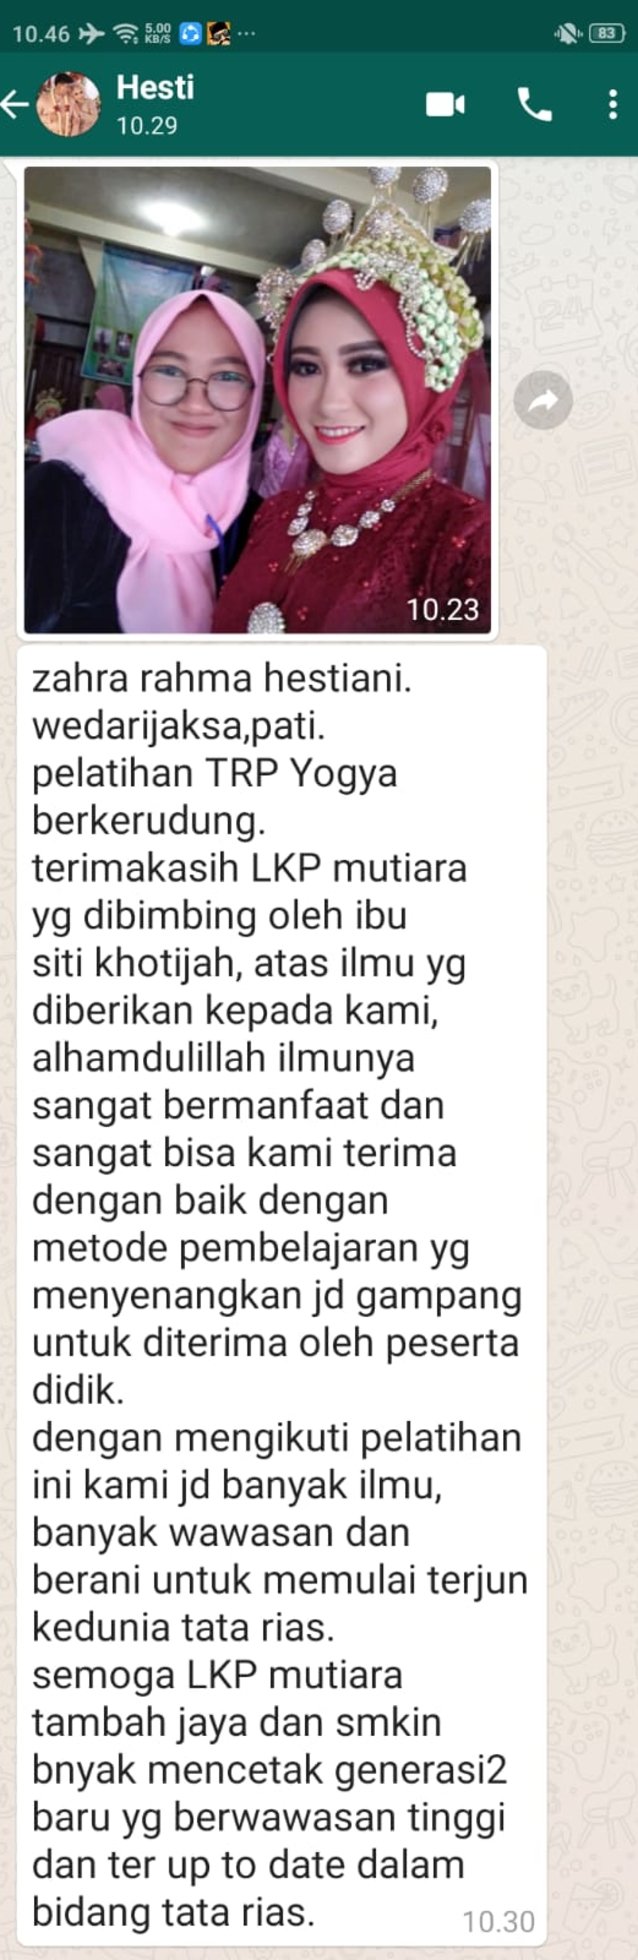 10.46
5.00
KB/S
83
Hesti
10.29
10.23
zahra rahma hestiani.
wedarijaksa,pati.
pelatihan TRP Yogya
berkerudung.
terimakasih LKP mutiara
yg dibimbing oleh ibu
siti khotijah, atas ilmu yg
diberikan kepada kami,
alhamdulillah ilmunya
sangat bermanfaat dan
sangat bisa kami terima
dengan baik dengan
metode pembelajaran yg
menyenangkan jd gampang
untuk diterima oleh peserta
didik.
dengan mengikuti pelatihan
ini kami jd banyak ilmu,
banyak wawasan dan
berani untuk memulai terjun
kedunia tata rias.
semoga LKP mutiara
tambah jaya dan smkin
bnyak mencetak generasi2
baru yg berwawasan tinggi
dan ter up to date dalam
bidang tata rias.
10.30